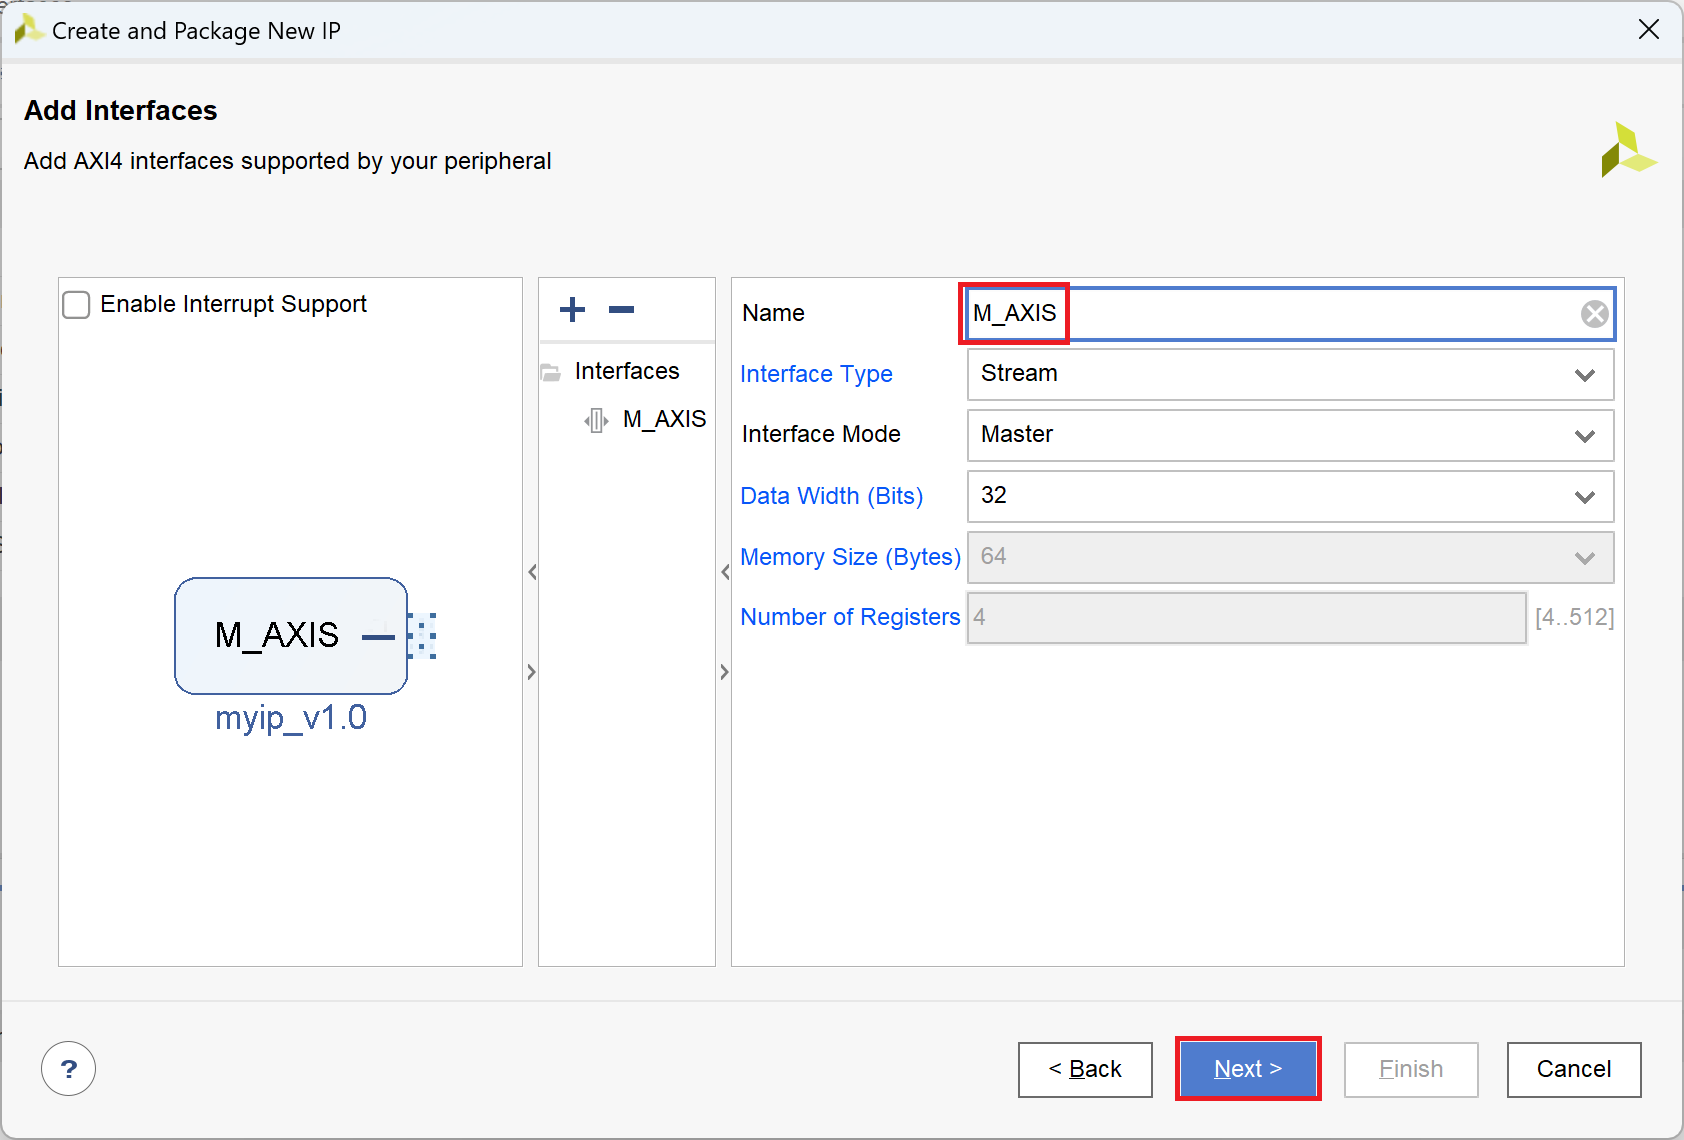 Create and Package New IP
Add Interfaces
Add AXI4 interfaces supported by your peripheral
Enable Interrupt Support
M_AXIS
myip_v1.0
Interfaces
M_AXIS
Name M_AXIS
Interface Type Stream
Interface Mode Master
Data Width (Bits) 32
Memory Size (Bytes) 64
Number of Registers 4 [4..512]
?
< Back Next > Finish Cancel